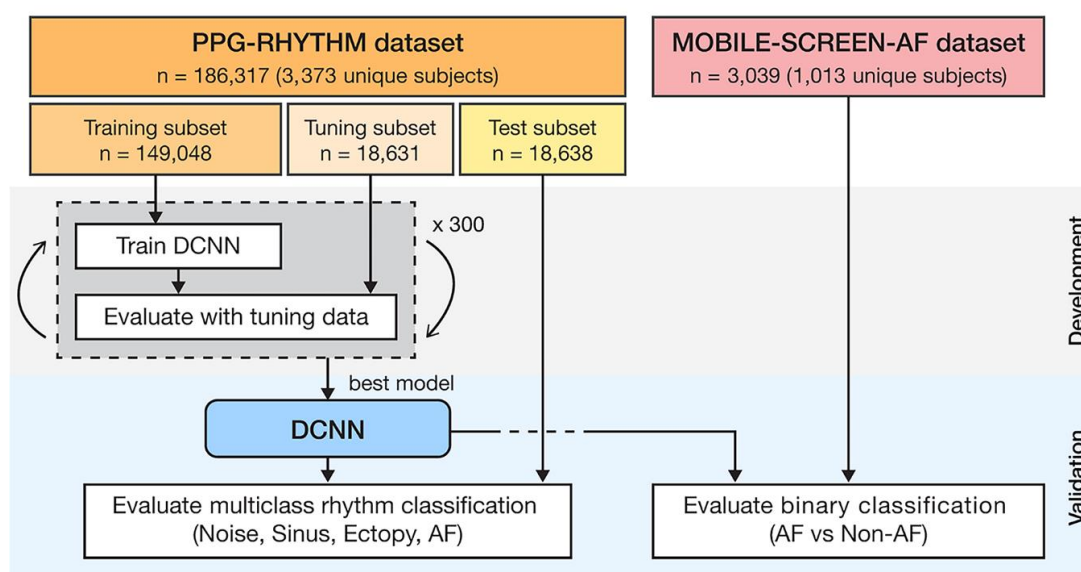 PPG-RHYTHM dataset
n = 186,317 (3,373 unique subjects)
MOBILE-SCREEN-AF dataset
n = 3,039 (1,013 unique subjects)
Training subset
n = 149,048
Tuning subset
n = 18,631
Test subset
n = 18,638
x 300
Train DCNN
Evaluate with tuning data
Development
best model
DCNN
Evaluate multiclass rhythm classification
(Noise, Sinus, Ectopy, AF)
Evaluate binary classification
(AF vs Non-AF)
Validation